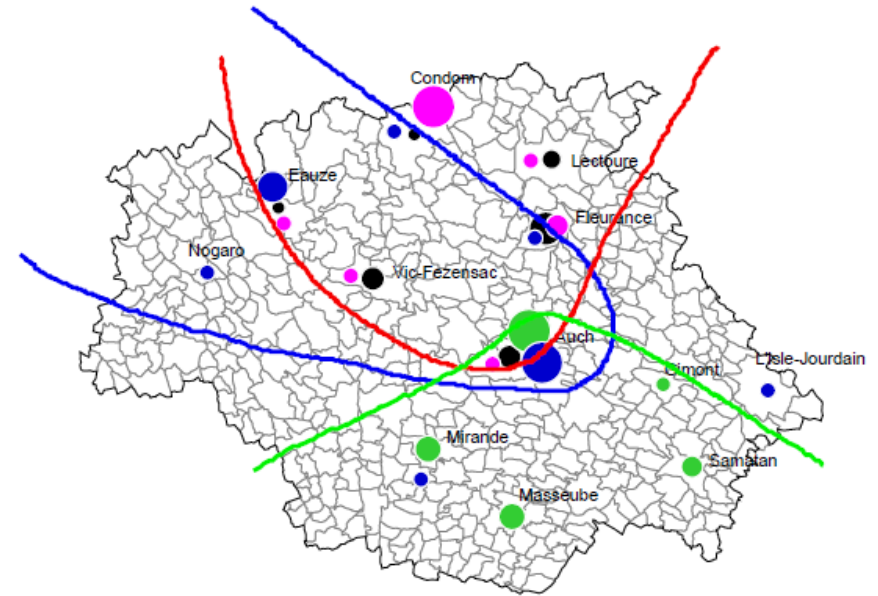 Condom
Lectoure
Eauze
Fleurance
Nogaro
Vic-Fezensac
Auch
Gimont
L'Isle-Jourdain
Mirande
Samatan
Masseube